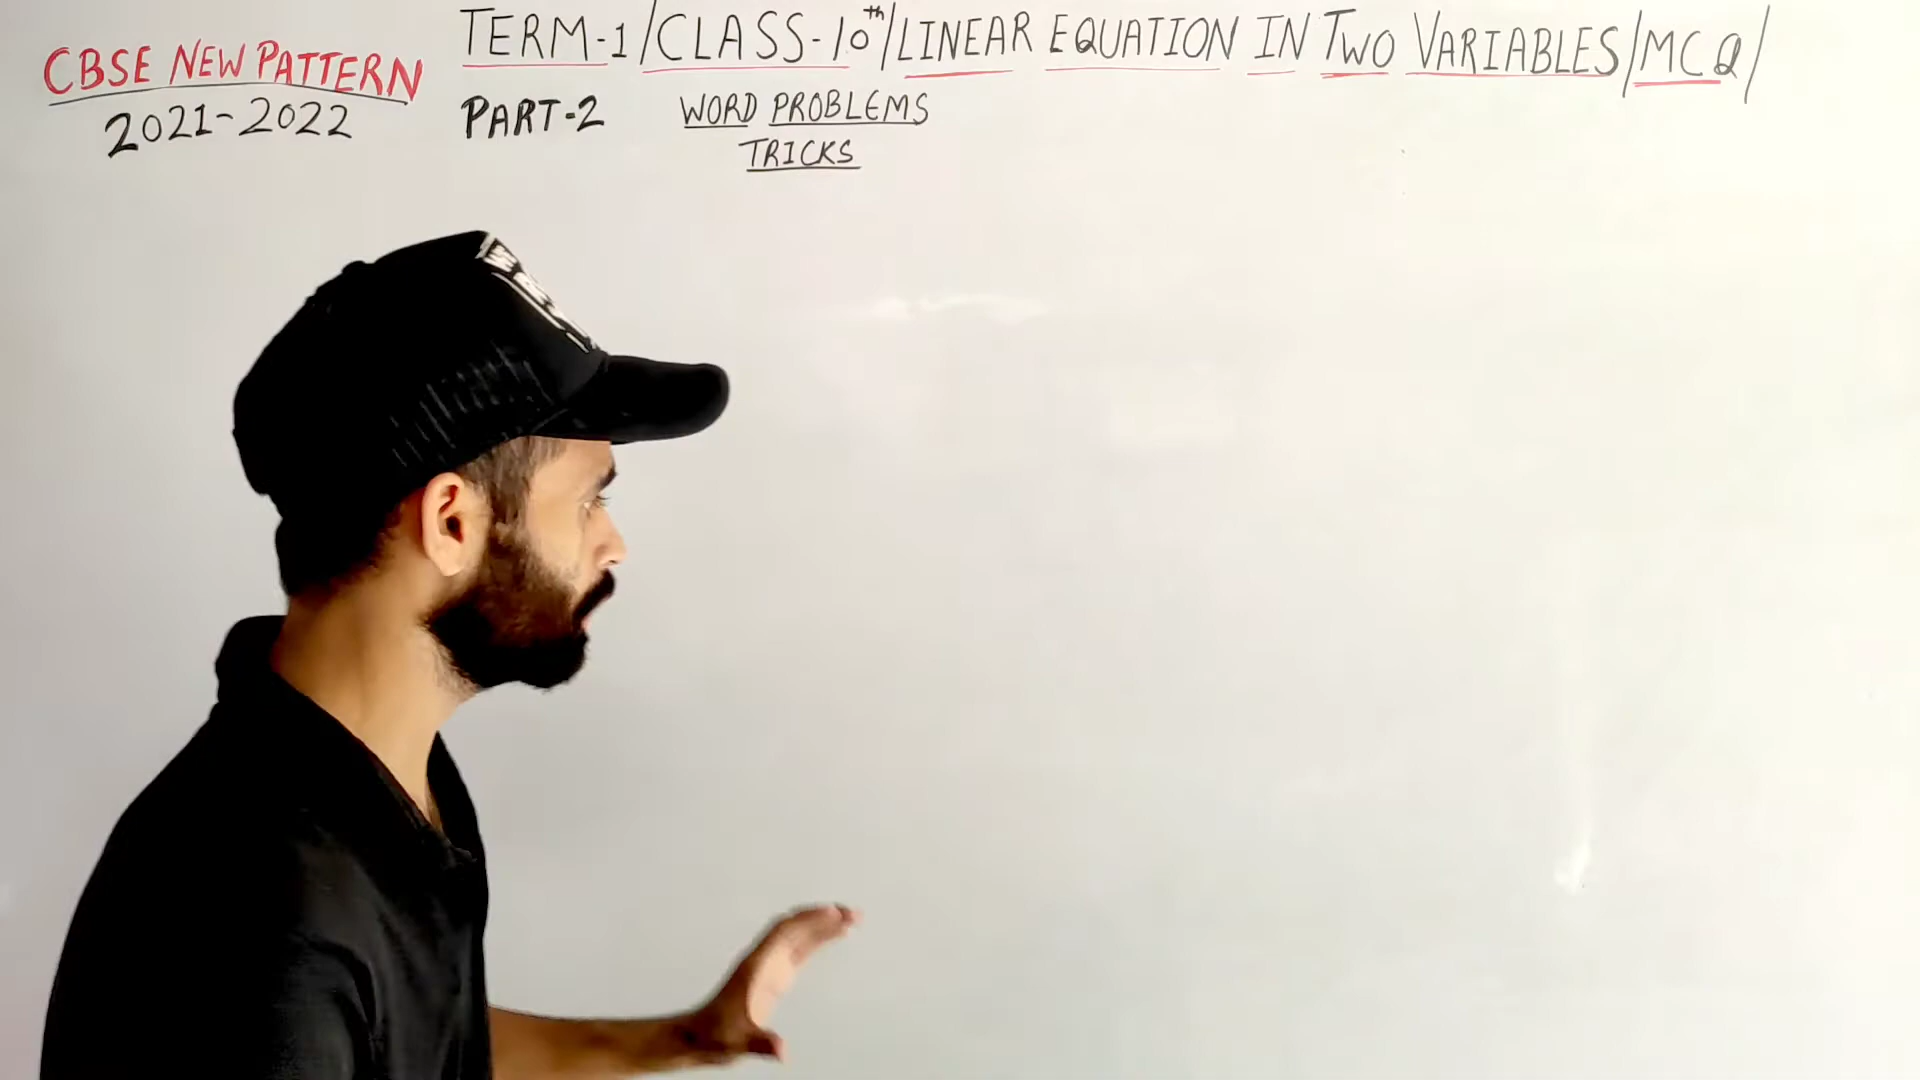 CBSE NEW PATTERN
2021-2022
TERM-1/CLASS-10th/LINEAR EQUATION IN TWO VARIABLES/MCQ/
PART-2
WORD PROBLEMS
TRICKS